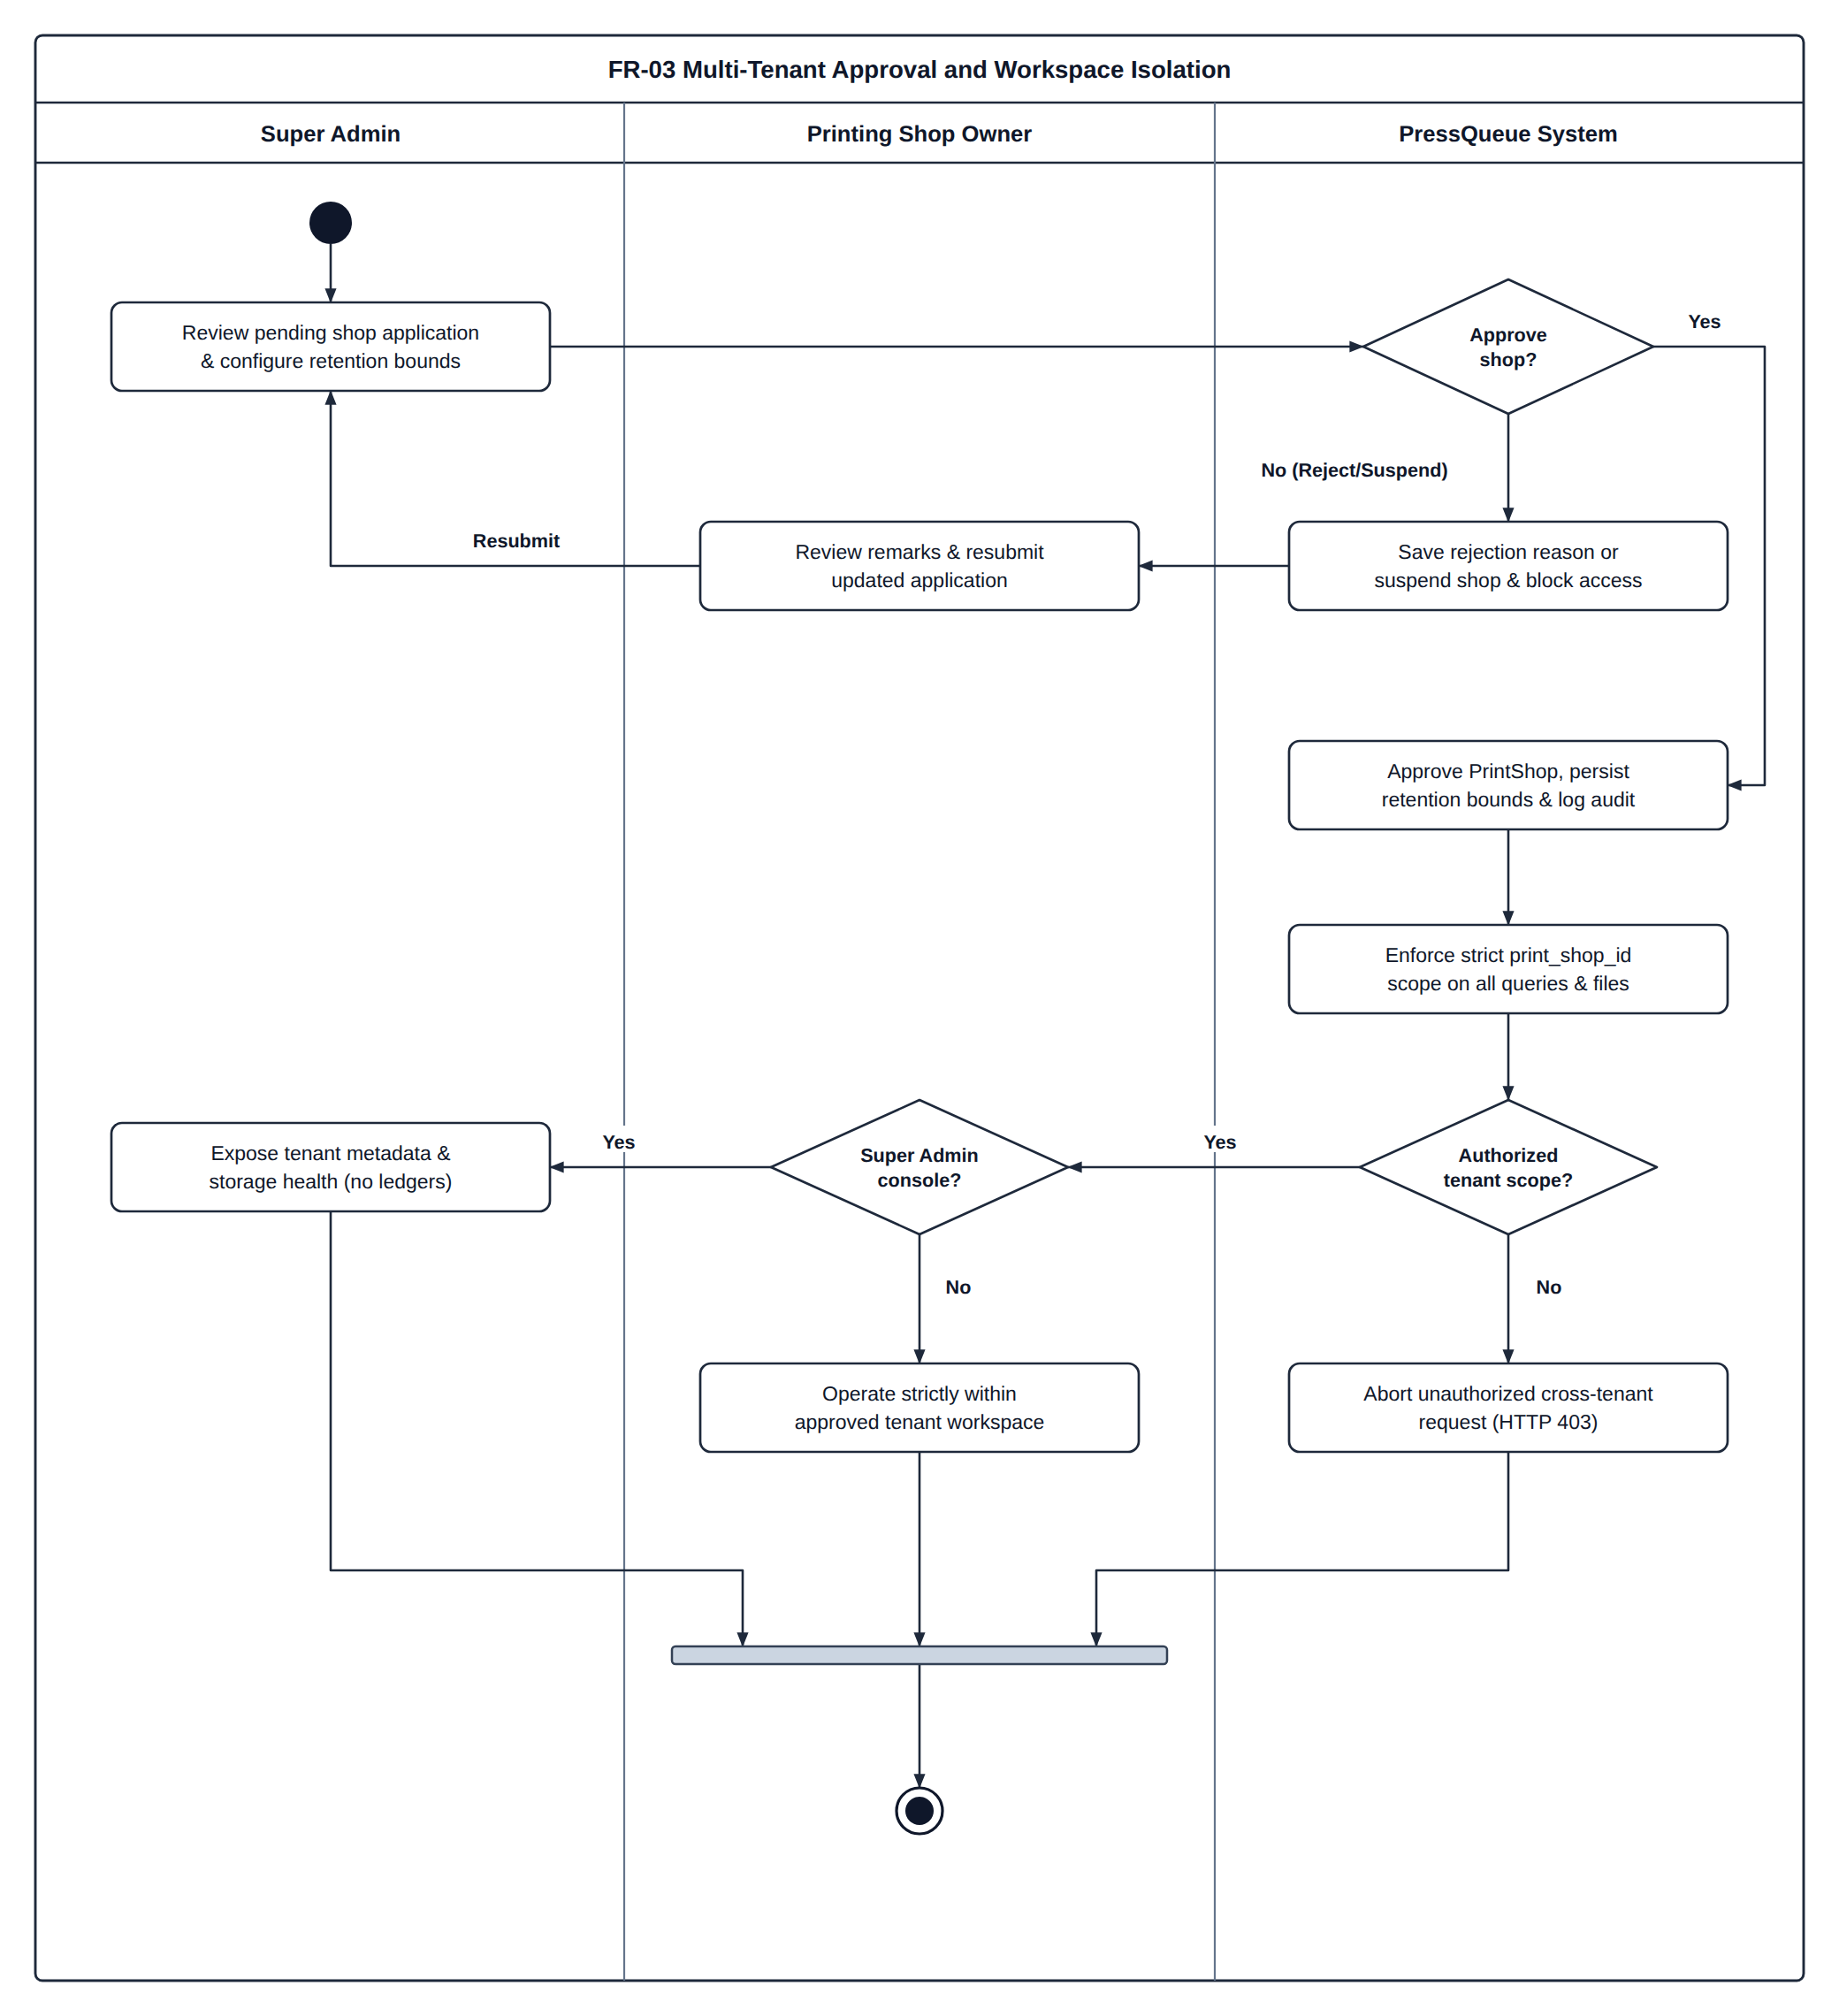 FR-03 Multi-Tenant Approval and Workspace Isolation
Super Admin
Printing Shop Owner
PressQueue System
Review pending shop application
& configure retention bounds
Approve
shop?
Yes
No (Reject/Suspend)
Resubmit
Review remarks & resubmit
updated application
Save rejection reason or
suspend shop & block access
Approve PrintShop, persist
retention bounds & log audit
Enforce strict print_shop_id
scope on all queries & files
Expose tenant metadata &
storage health (no ledgers)
Yes
Super Admin
console?
Yes
Authorized
tenant scope?
No
No
Operate strictly within
approved tenant workspace
Abort unauthorized cross-tenant
request (HTTP 403)